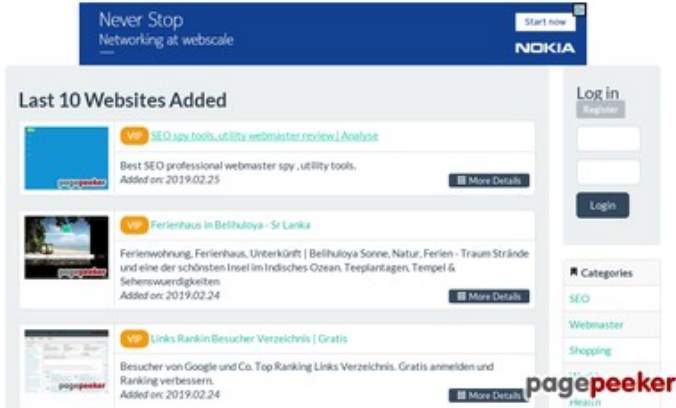 Never Stop
Networking at webscale
Start now
NOKIA
Last 10 Websites Added
VIP SEO spy tools, utility webmaster review | Analyse
Best SEO professional webmaster spy , utility tools.
Added on: 2019.02.25
More Details
pagepeeker
VIP Ferienhaus in Belihuloya - Sr Lanka
Ferienwohnung, Ferienhaus, Unterkünft | Belihuloya Sonne, Natur, Ferien - Traum Strände
und eine der schönsten Insel im Indisches Ozean. Teeplantagen, Tempel &
Sehenswuerdigkeiten
Added on: 2019.02.24
More Details
pagepeeker
VIP Links Rankin Besucher Verzeichnis | Gratis
Besucher von Google und Co. Top Ranking Links Verzeichnis. Gratis anmelden und
Ranking verbessern.
Added on: 2019.02.24
More Details
pagepeeker
Log in
Register
Login
Categories
SEO
Webmaster
Shopping
Health
pagepeeker